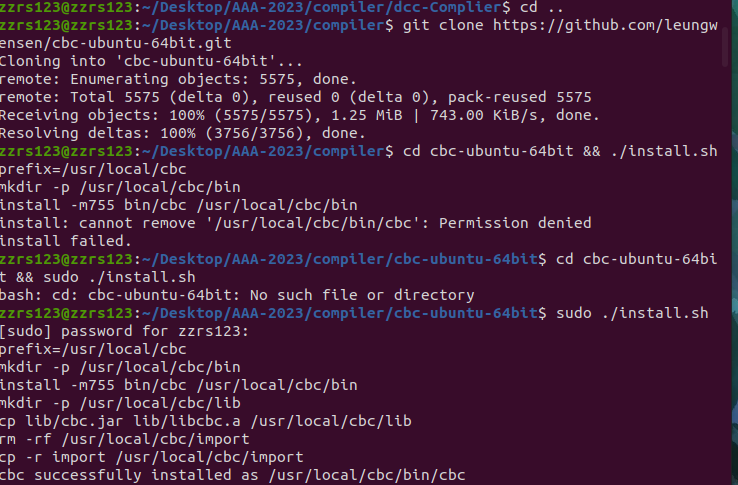 zzrs123@zzrs123:~/Desktop/AAA-2023/compiler/dcc-Complier$ cd ..
zzrs123@zzrs123:~/Desktop/AAA-2023/compiler$ git clone https://github.com/leungw
ensen/cbc-ubuntu-64bit.git
Cloning into 'cbc-ubuntu-64bit'...
remote: Enumerating objects: 5575, done.
remote: Total 5575 (delta 0), reused 0 (delta 0), pack-reused 5575
Receiving objects: 100% (5575/5575), 1.25 MiB | 743.00 KiB/s, done.
Resolving deltas: 100% (3756/3756), done.
zzrs123@zzrs123:~/Desktop/AAA-2023/compiler$ cd cbc-ubuntu-64bit && ./install.sh
prefix=/usr/local/cbc
mkdir -p /usr/local/cbc/bin
install -m755 bin/cbc /usr/local/cbc/bin
install: cannot remove '/usr/local/cbc/bin/cbc': Permission denied
install failed.
zzrs123@zzrs123:~/Desktop/AAA-2023/compiler/cbc-ubuntu-64bit$ cd cbc-ubuntu-64bi
t && sudo ./install.sh
bash: cd: cbc-ubuntu-64bit: No such file or directory
zzrs123@zzrs123:~/Desktop/AAA-2023/compiler/cbc-ubuntu-64bit$ sudo ./install.sh
[sudo] password for zzrs123:
prefix=/usr/local/cbc
mkdir -p /usr/local/cbc/bin
install -m755 bin/cbc /usr/local/cbc/bin
mkdir -p /usr/local/cbc/lib
cp lib/cbc.jar lib/libcbc.a /usr/local/cbc/lib
rm -rf /usr/local/cbc/import
cp -r import /usr/local/cbc/import
cbc successfully installed as /usr/local/cbc/bin/cbc